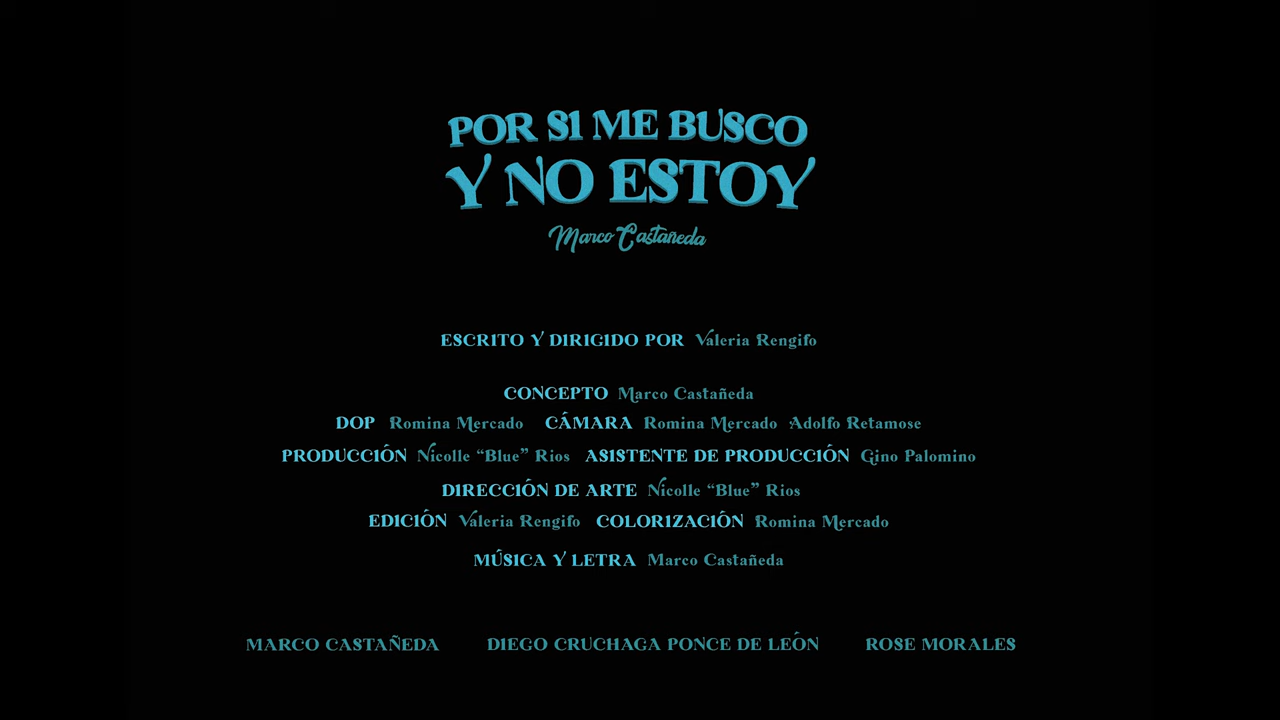 POR SI ME BUSCO
Y NO ESTOY
Marco Castañeda
ESCRITO Y DIRIGIDO POR Valeria Rengifo
CONCEPTO Marco Castañeda
DOP Romina Mercado CÁMARA Romina Mercado Adolfo Retamose
PRODUCCIÓN Nicolle “Blue” Rios ASISTENTE DE PRODUCCIÓN Gino Palomino
DIRECCIÓN DE ARTE Nicolle “Blue” Rios
EDICIÓN Valeria Rengifo COLORIZACIÓN Romina Mercado
MÚSICA Y LETRA Marco Castañeda
MARCO CASTAÑEDA DIEGO CRUCHAGA PONCE DE LEÓN ROSE MORALES